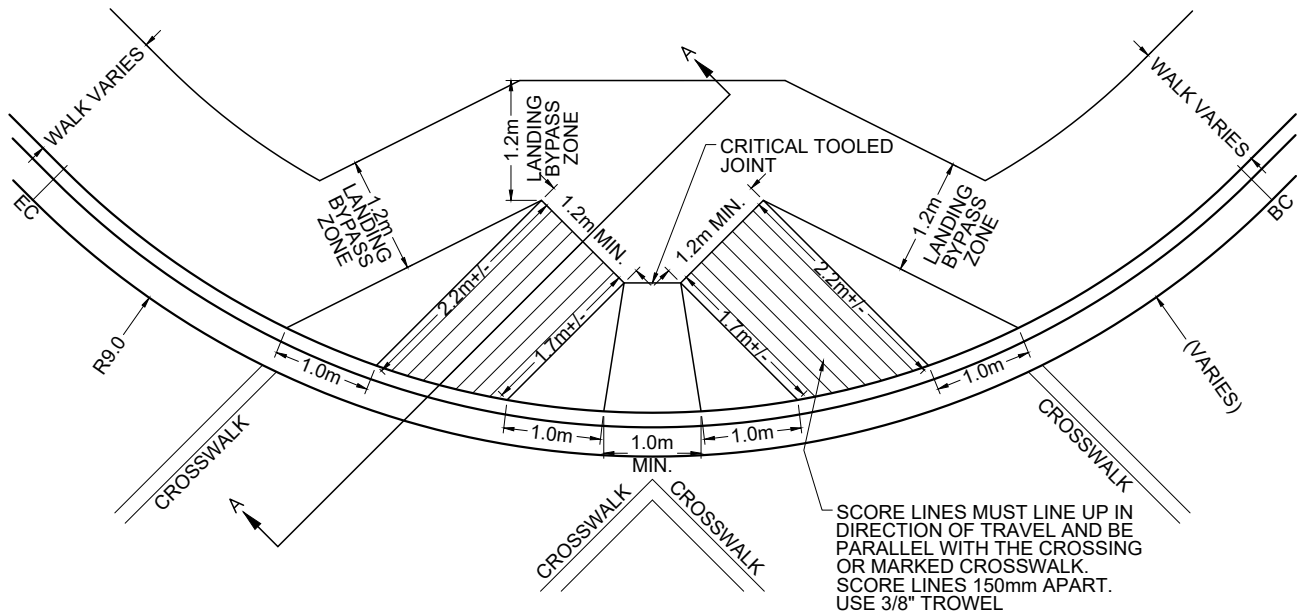 WALK VARIES
A
WALK VARIES
1.2m
LANDING
BYPASS
ZONE
CRITICAL TOOLED
JOINT
1.2m
LANDING
BYPASS
ZONE
1.2m MIN.
1.2m MIN.
1.2m
LANDING
BYPASS
ZONE
EC
BC
2.2m+/-
2.2m+/-
1.7m+/-
1.7m+/-
R9.0
(VARIES)
1.0m
1.0m
1.0m
1.0m
MIN.
1.0m
CROSSWALK
CROSSWALK
A
CROSSWALK
CROSSWALK
SCORE LINES MUST LINE UP IN
DIRECTION OF TRAVEL AND BE
PARALLEL WITH THE CROSSING
OR MARKED CROSSWALK.
SCORE LINES 150mm APART.
USE 3/8" TROWEL